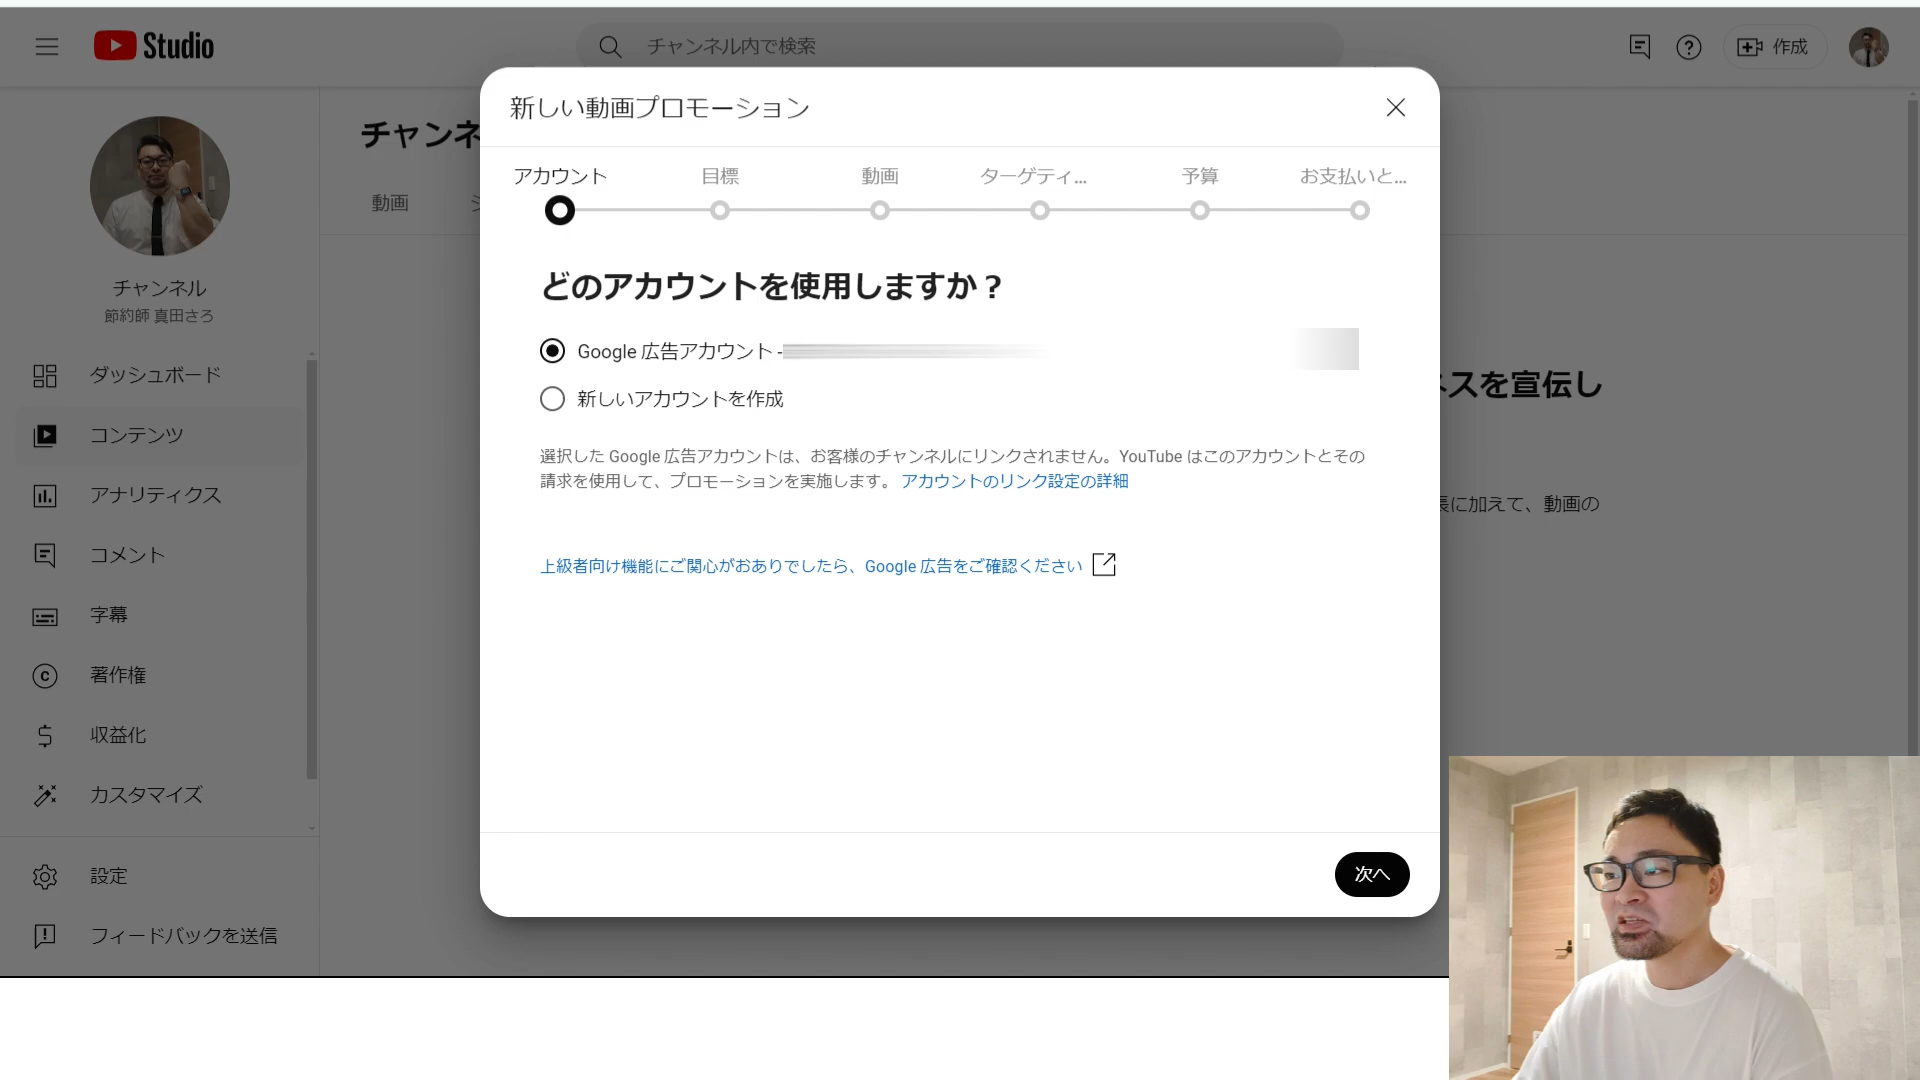 Studio
チャンネル内で検索
作成
チャンネ
動画
チャンネル
節約師 真田さろ
ダッシュボード
コンテンツ
アナリティクス
コメント
字幕
著作権
収益化
カスタマイズ
設定
フィードバックを送信
新しい動画プロモーション
アカウント
目標
動画
ターゲティ...
予算
お支払いと...
どのアカウントを使用しますか？
Google 広告アカウント -
新しいアカウントを作成
選択した Google 広告アカウントは、お客様のチャンネルにリンクされません。YouTube はこのアカウントとその
請求を使用して、プロモーションを実施します。 アカウントのリンク設定の詳細
上級者向け機能にご関心がおありでしたら、Google 広告をご確認ください
次へ
スを宣伝し
に加えて、動画の